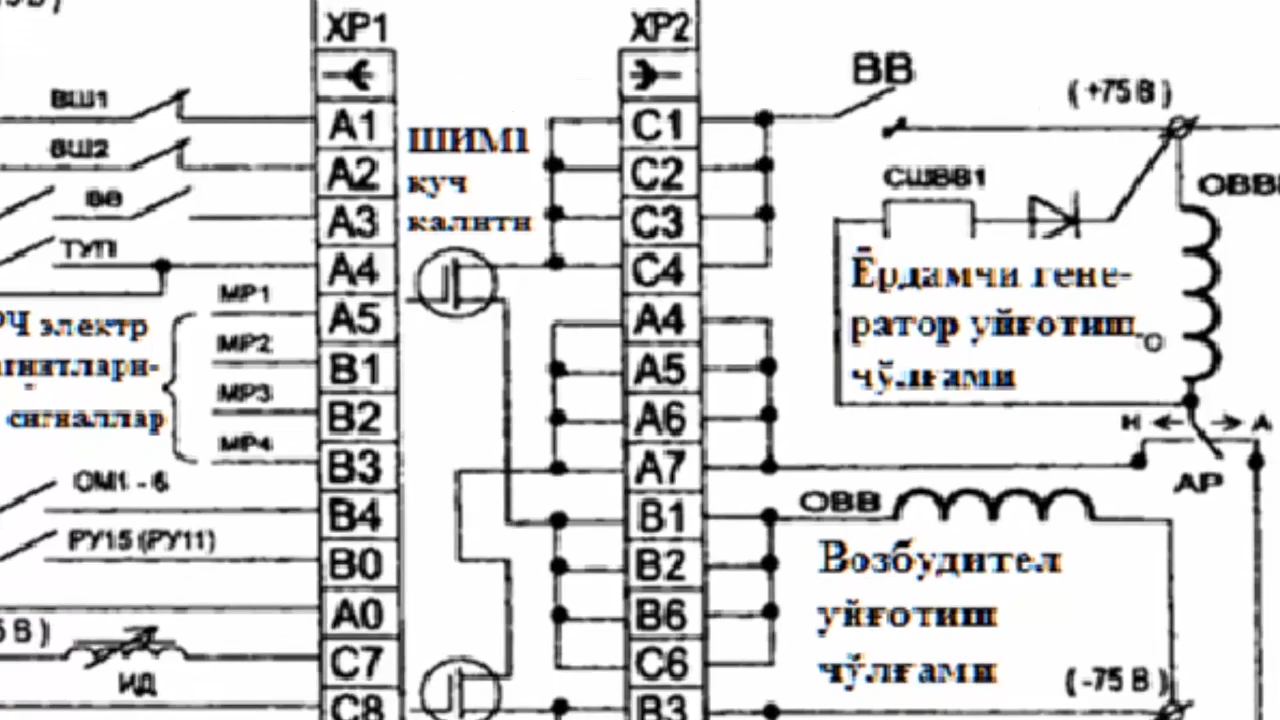 ХР1
ХР2
ВВ
( +75 В )
ВШ1
А1
ШИМ1
С1
ВШ2
А2
куч
С2
СШВВ1
ВВ
А3
калити
С3
ТУП
А4
С4
Ёрдамчи гене-
МР1
А5
А4
РЧ электр
ратор уйғотиш
МР2
В1
А5
чўлғами
МР3
В2
А6
Н
А
сигналлар
МР4
В3
А7
АР
ОМ1 - 6
В4
В1
ОВВ
РУ15 (РУ11)
В0
В2
Возбудител
А0
В6
уйғотиш
С7
С6
чўлғами
ИД
( -75 В )
С8
В3